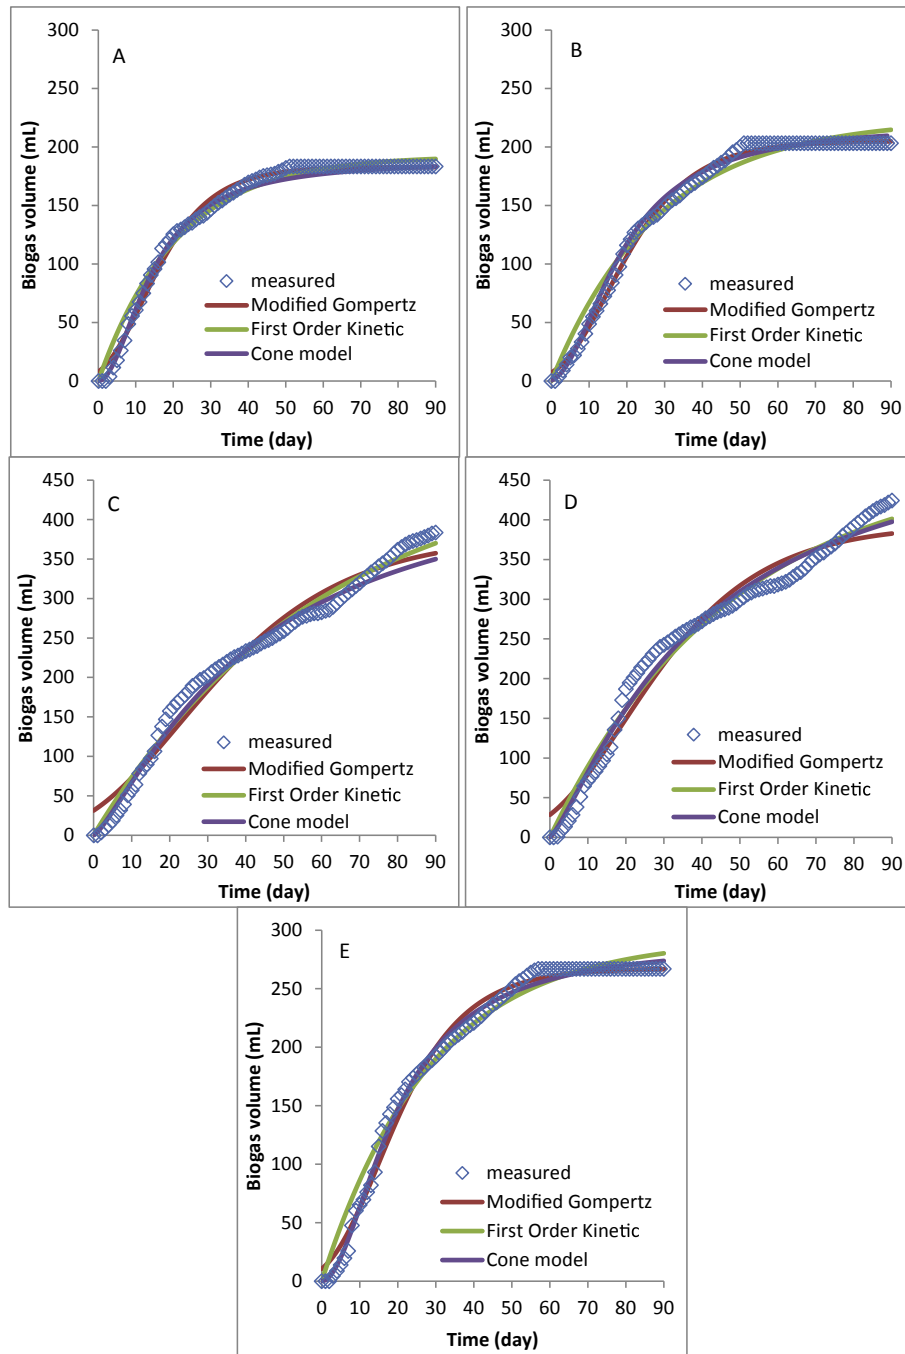 A
Biogas volume (mL)
300
250
200
150
100
50
0
measured
Modified Gompertz
First Order Kinetic
Cone model
0 10 20 30 40 50 60 70 80 90
Time (day)
B
Biogas volume (mL)
300
250
200
150
100
50
0
measured
Modified Gompertz
First Order Kinetic
Cone model
0 10 20 30 40 50 60 70 80 90
Time (day)
C
Biogas volume (mL)
450
400
350
300
250
200
150
100
50
0
measured
Modified Gompertz
First Order Kinetic
Cone model
0 10 20 30 40 50 60 70 80 90
Time (day)
D
Biogas volume (mL)
450
400
350
300
250
200
150
100
50
0
measured
Modified Gompertz
First Order Kinetic
Cone model
0 10 20 30 40 50 60 70 80 90
Time (day)
E
Biogas volume (mL)
300
250
200
150
100
50
0
measured
Modified Gompertz
First Order Kinetic
Cone model
0 10 20 30 40 50 60 70 80 90
Time (day)